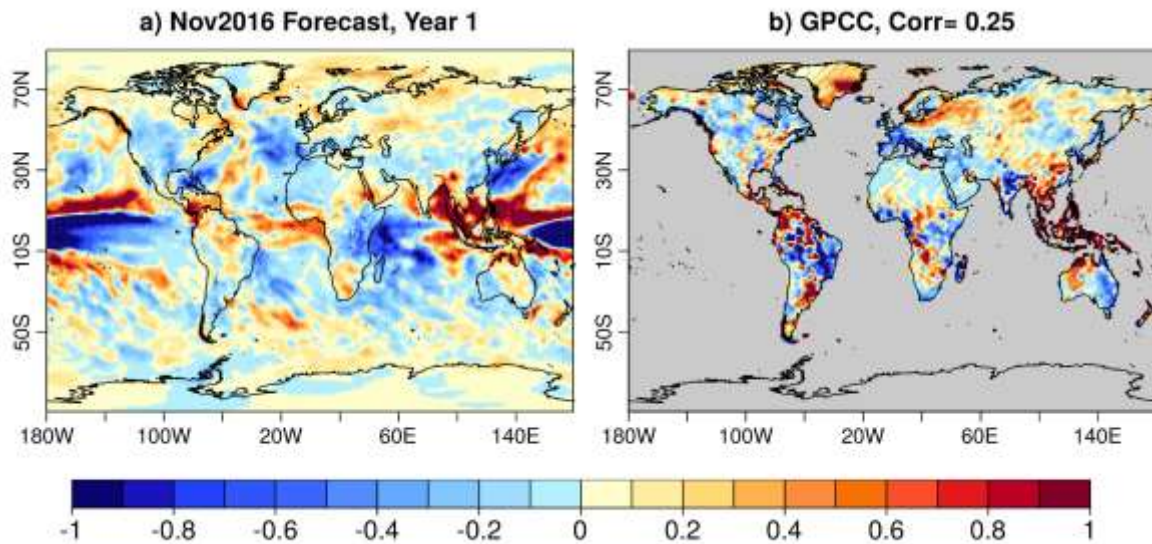 a) Nov2016 Forecast, Year 1
b) GPCC, Corr= 0.25
70N
30N
10S
50S
180W 100W 20W 60E 140E
70N
30N
10S
50S
180W 100W 20W 60E 140E
-1 -0.8 -0.6 -0.4 -0.2 0 0.2 0.4 0.6 0.8 1